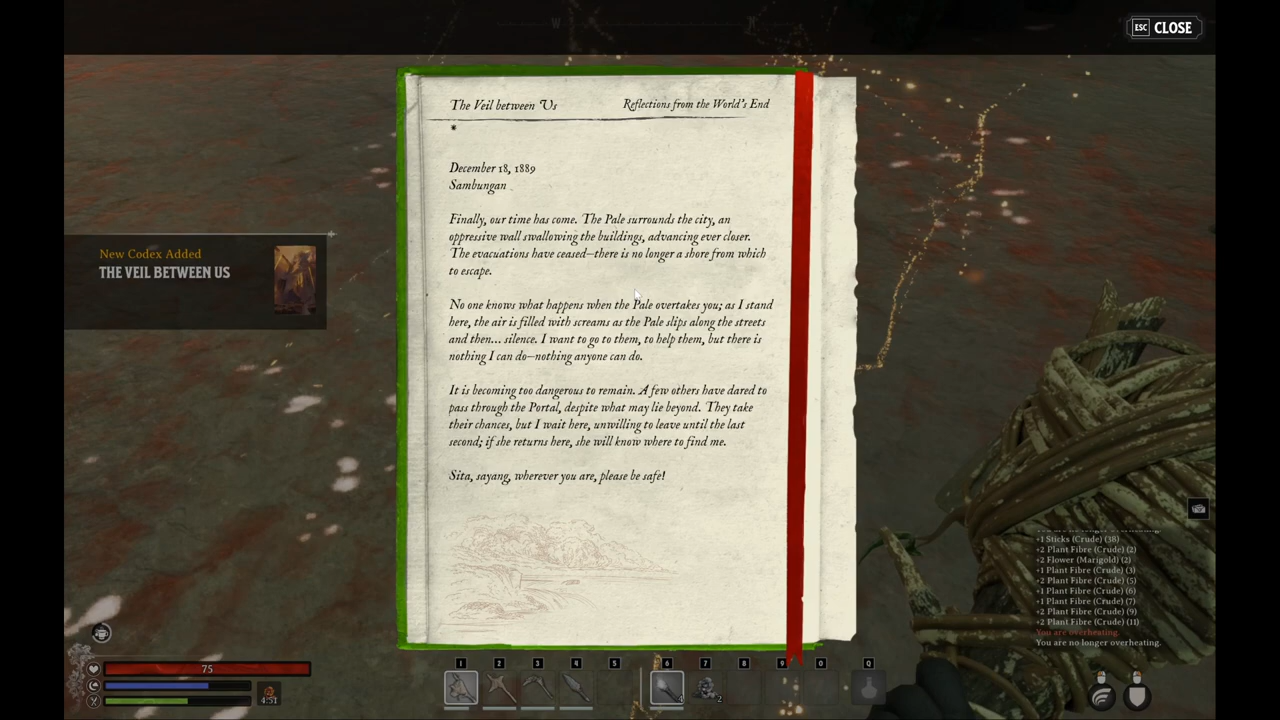 W
N
ESC CLOSE
The Veil between Us
Reflections from the World's End
December 18, 1889
Sambungan
Finally, our time has come. The Pale surrounds the city, an
oppressive wall swallowing the buildings, advancing ever closer.
The evacuations have ceased—there is no longer a shore from which
to escape.
No one knows what happens when the Pale overtakes you; as I stand
here, the air is filled with screams as the Pale slips along the streets
and then... silence. I want to go to them, to help them, but there is
nothing I can do—nothing anyone can do.
It is becoming too dangerous to remain. A few others have dared to
pass through the Portal, despite what may lie beyond. They take
their chances, but I wait here, unwilling to leave until the last
second; if she returns here, she will know where to find me.
Sita, sayang, wherever you are, please be safe!
New Codex Added
THE VEIL BETWEEN US
You are no longer overheating.
+1 Sticks (Crude) (38)
+2 Plant Fibre (Crude) (2)
+2 Flower (Marigold) (2)
+1 Plant Fibre (Crude) (3)
+2 Plant Fibre (Crude) (5)
+1 Plant Fibre (Crude) (6)
+1 Plant Fibre (Crude) (7)
+2 Plant Fibre (Crude) (9)
+2 Plant Fibre (Crude) (11)
You are overheating.
You are no longer overheating.
75
4:51
1 2 3 4 5 6 7 8 9 0 Q
2